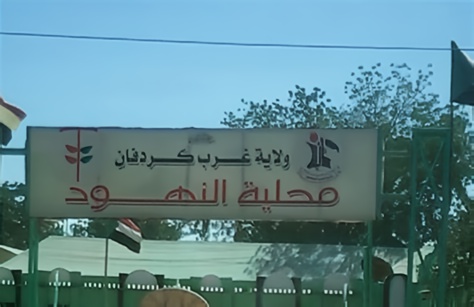 ولاية غرب كردفان
محلية النهود